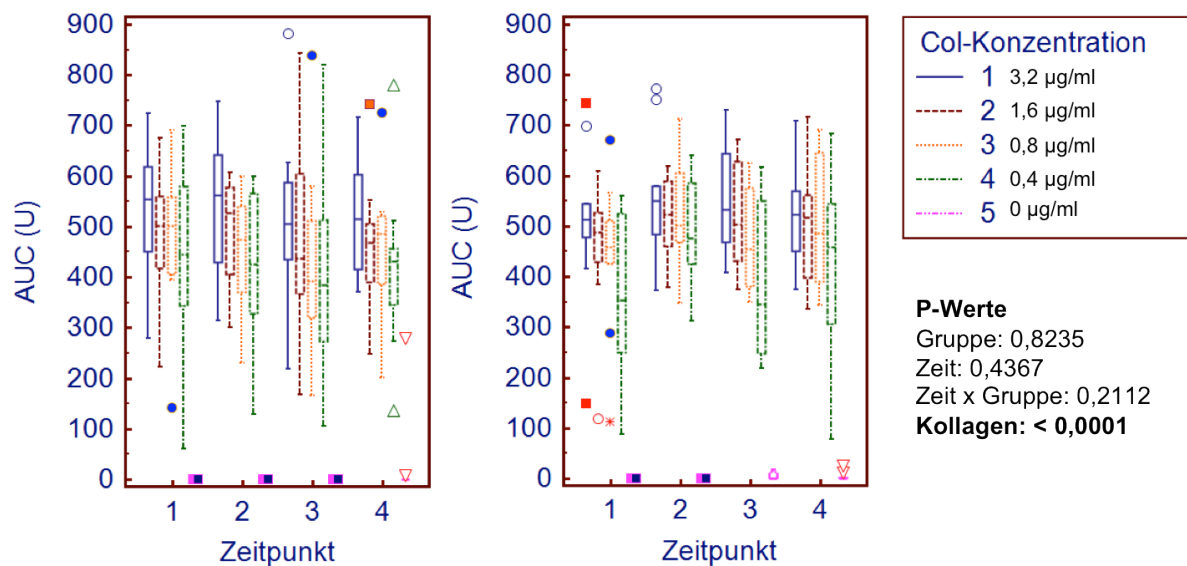 900
800
700
600
500
400
300
200
100
0
AUC (U)
1 2 3 4
Zeitpunkt
900
800
700
600
500
400
300
200
100
0
AUC (U)
1 2 3 4
Zeitpunkt
Col-Konzentration
1 3,2 µg/ml
2 1,6 µg/ml
3 0,8 µg/ml
4 0,4 µg/ml
5 0 µg/ml
P-Werte
Gruppe: 0,8235
Zeit: 0,4367
Zeit x Gruppe: 0,2112
Kollagen: < 0,0001